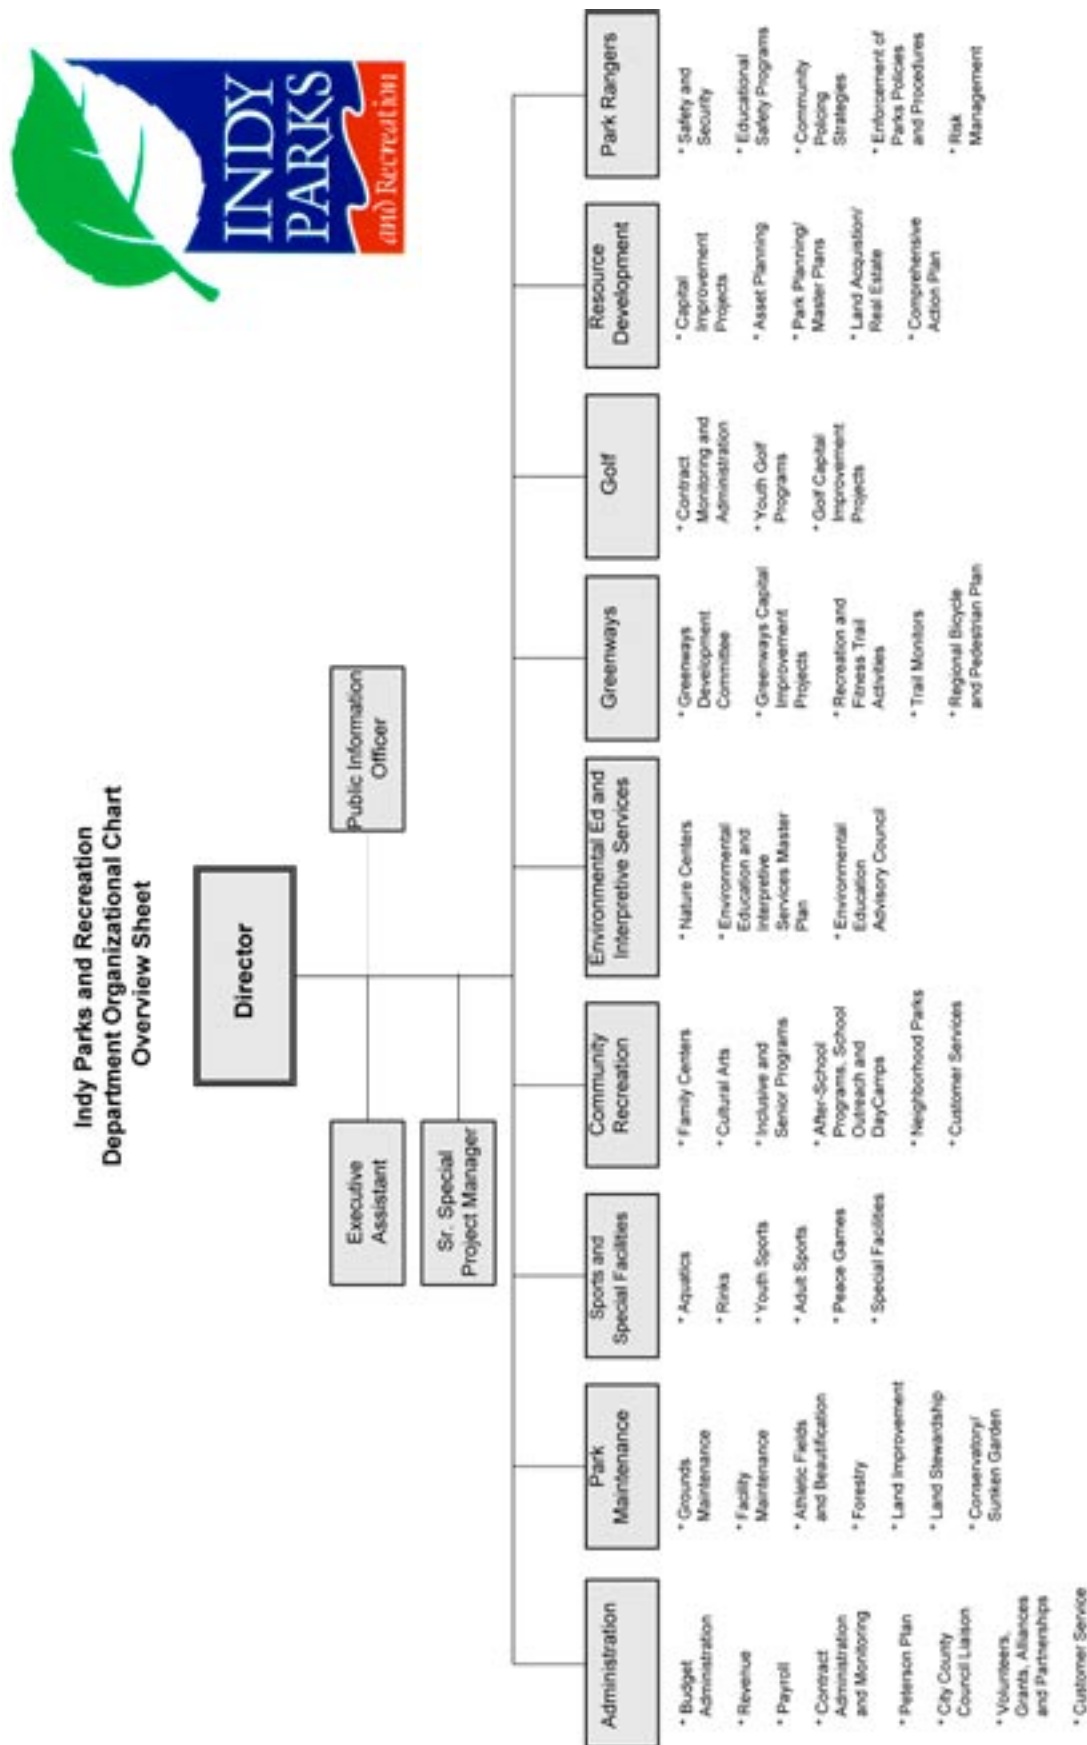 INDY
PARKS
and Recreation
Indy Parks and Recreation
Department Organizational Chart
Overview Sheet
Director
Executive
Assistant
Public Information
Officer
Sr. Special
Project Manager
Administration
* Budget
Administration
* Revenue
* Payroll
* Contract
Administration
and Monitoring
* Peterson Plan
* City County
Council Liaison
* Volunteers,
Grants, Alliances
and Partnerships
* Customer Service
Park
Maintenance
* Grounds
Maintenance
* Facility
Maintenance
* Athletic Fields
and Beautification
* Forestry
* Land Improvement
* Land Stewardship
* Conservatory/
Sunken Garden
Sports and
Special Facilities
* Aquatics
* Rinks
* Youth Sports
* Adult Sports
* Peace Games
* Special Facilities
Community
Recreation
* Family Centers
* Cultural Arts
* Inclusive and
Senior Programs
* After-School
Programs, School
Outreach and
DayCamps
* Neighborhood Parks
* Customer Services
Environmental Ed and
Interpretive Services
* Nature Centers
* Environmental
Education and
Interpretive
Services Master
Plan
* Environmental
Education
Advisory Council
Greenways
* Greenways
Development
Committee
* Greenways Capital
Improvement
Projects
* Recreation and
Fitness Trail
Activities
* Trail Monitors
* Regional Bicycle
and Pedestrian Plan
Golf
* Contract
Monitoring and
Administration
* Youth Golf
Programs
* Golf Capital
Improvement
Projects
Resource
Development
* Capital
Improvement
Projects
* Asset Planning
* Park Planning/
Master Plans
* Land Acqustion/
Real Estate
* Comprehensive
Action Plan
Park Rangers
* Safety and
Security
* Educational
Safety Programs
* Community
Policing
Strategies
* Enforcement of
Parks Policies
and Procedures
* Risk
Management